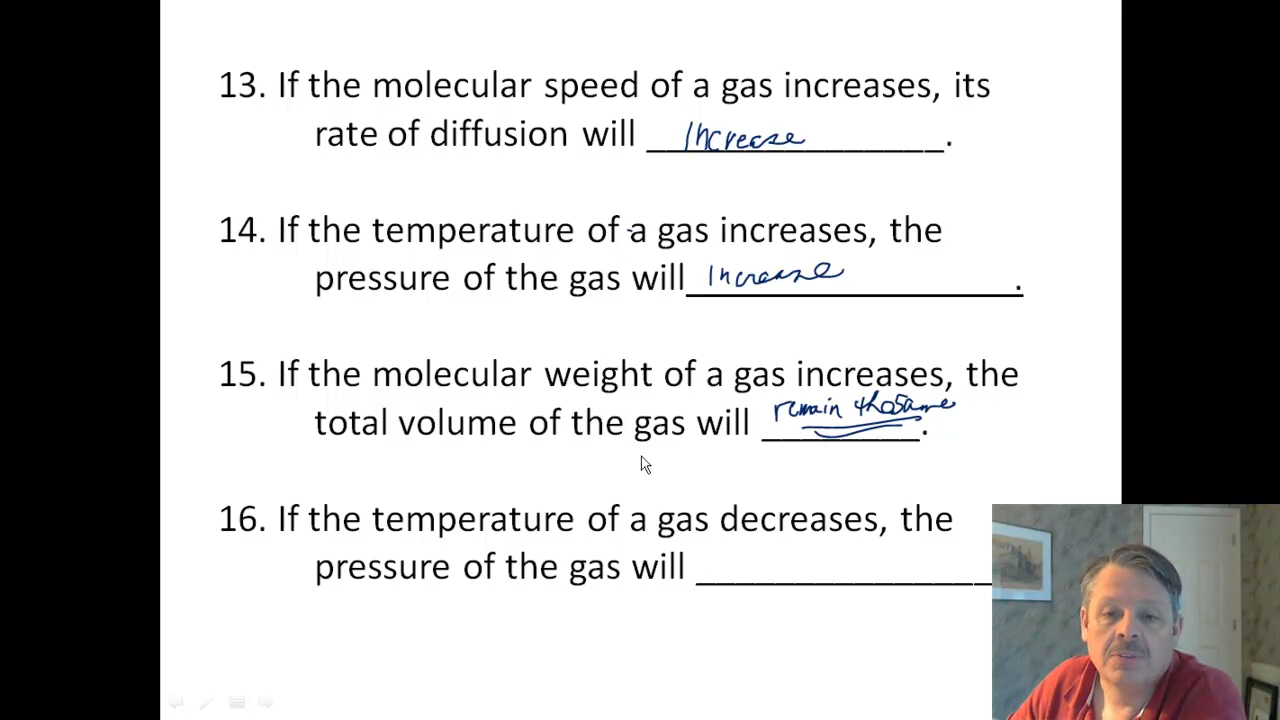 13. If the molecular speed of a gas increases, its
rate of diffusion will Increase.
14. If the temperature of a gas increases, the
pressure of the gas will Increase.
15. If the molecular weight of a gas increases, the
total volume of the gas will remain the same.
16. If the temperature of a gas decreases, the
pressure of the gas will _______________